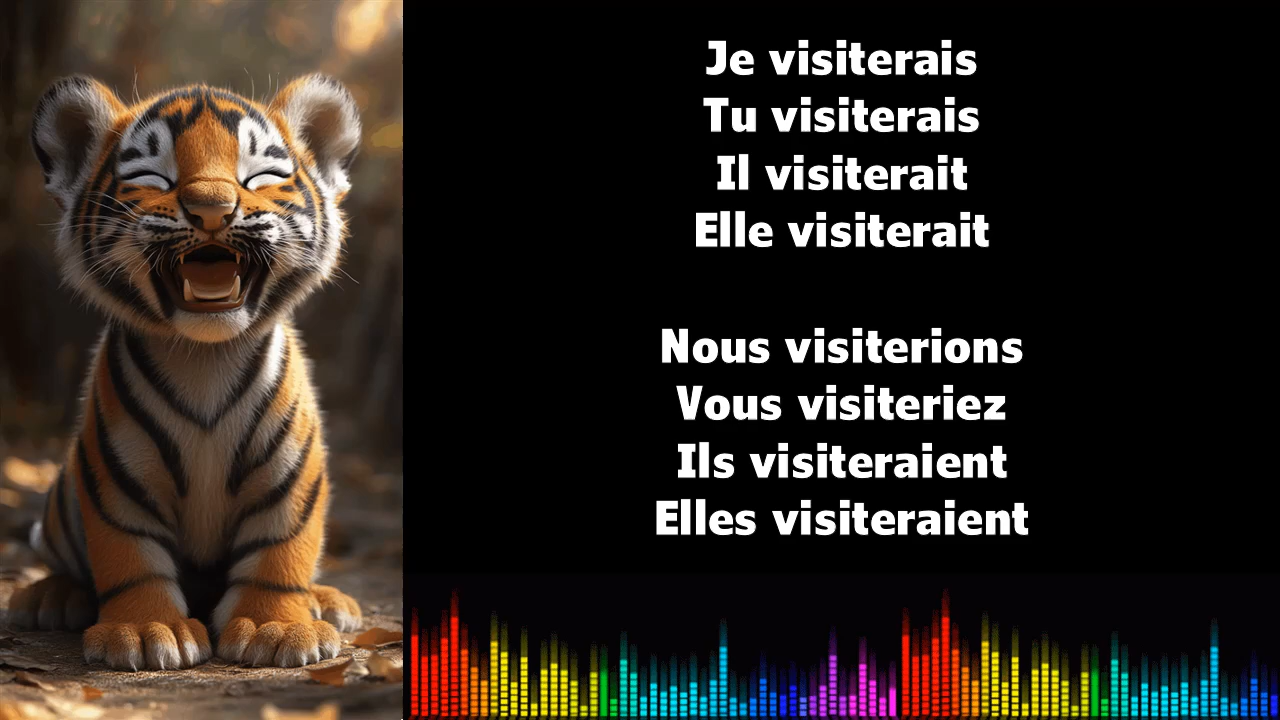 Je visiterais
Tu visiterais
Il visiterait
Elle visiterait
Nous visiterions
Vous visiteriez
Ils visiteraient
Elles visiteraient